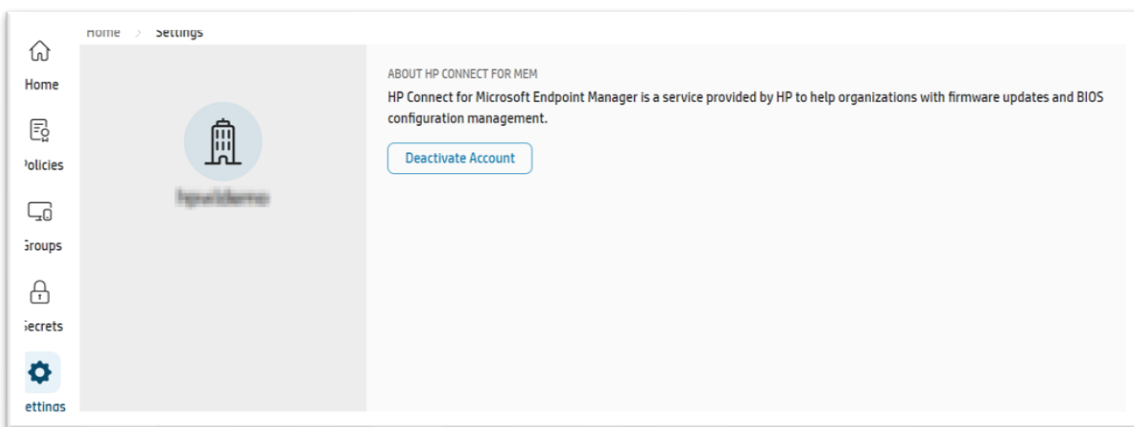 Home > Settings
Home
ABOUT HP CONNECT FOR MEM
HP Connect for Microsoft Endpoint Manager is a service provided by HP to help organizations with firmware updates and BIOS
configuration management.
Deactivate Account
Policies
Groups
Secrets
Settings